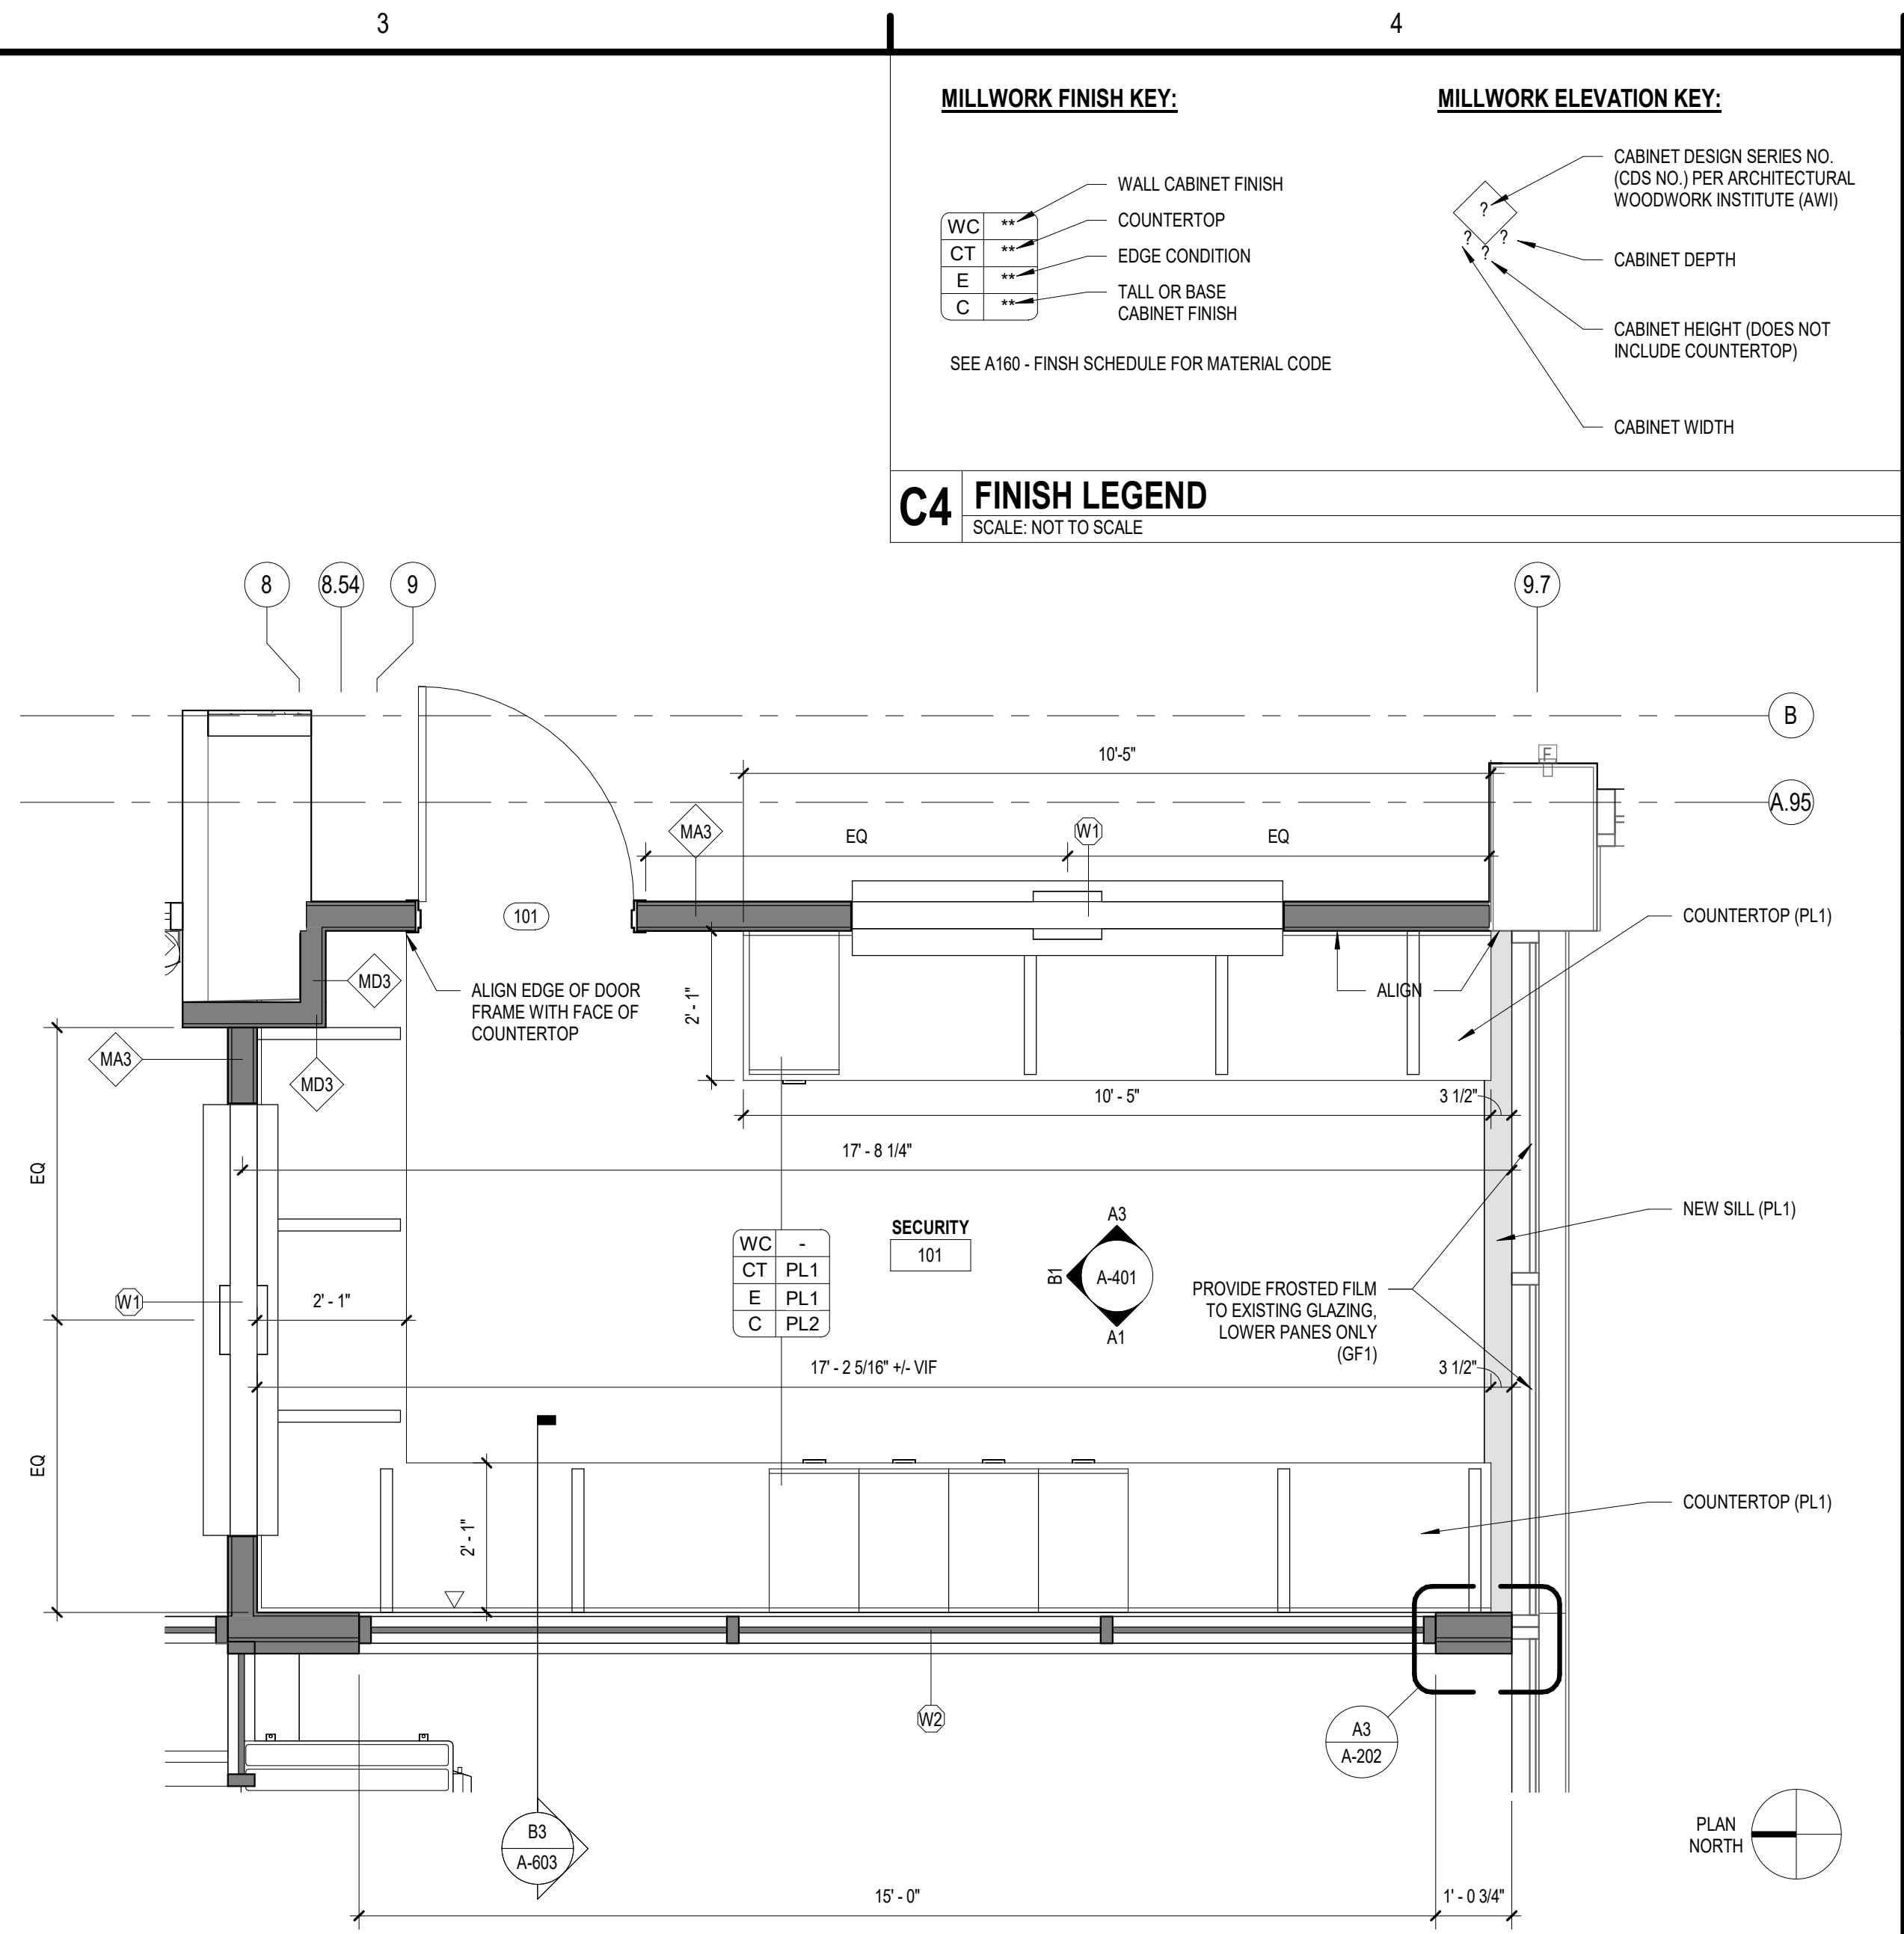 3
4
MILLWORK FINISH KEY:
WC **
CT **
E **
C **
WALL CABINET FINISH
COUNTERTOP
EDGE CONDITION
TALL OR BASE
CABINET FINISH
SEE A160 - FINSH SCHEDULE FOR MATERIAL CODE
MILLWORK ELEVATION KEY:
?
? ? ?
CABINET DESIGN SERIES NO.
(CDS NO.) PER ARCHITECTURAL
WOODWORK INSTITUTE (AWI)
CABINET DEPTH
CABINET HEIGHT (DOES NOT
INCLUDE COUNTERTOP)
CABINET WIDTH
C4
FINISH LEGEND
SCALE: NOT TO SCALE
8
8.54
9
9.7
B
A.95
10'-5"
F
MA3
EQ
W1
EQ
101
COUNTERTOP (PL1)
MD3
ALIGN EDGE OF DOOR
FRAME WITH FACE OF
COUNTERTOP
2' - 1"
ALIGN
MA3
MD3
10' - 5"
3 1/2"
17' - 8 1/4"
EQ
NEW SILL (PL1)
WC -
CT PL1
E PL1
C PL2
SECURITY
101
A3
B1
A-401
A1
W1
2' - 1"
PROVIDE FROSTED FILM
TO EXISTING GLAZING,
LOWER PANES ONLY
(GF1)
17' - 2 5/16" +/- VIF
3 1/2"
EQ
COUNTERTOP (PL1)
2' - 1"
W2
A3
A-202
B3
A-603
PLAN
NORTH
15' - 0"
1' - 0 3/4"